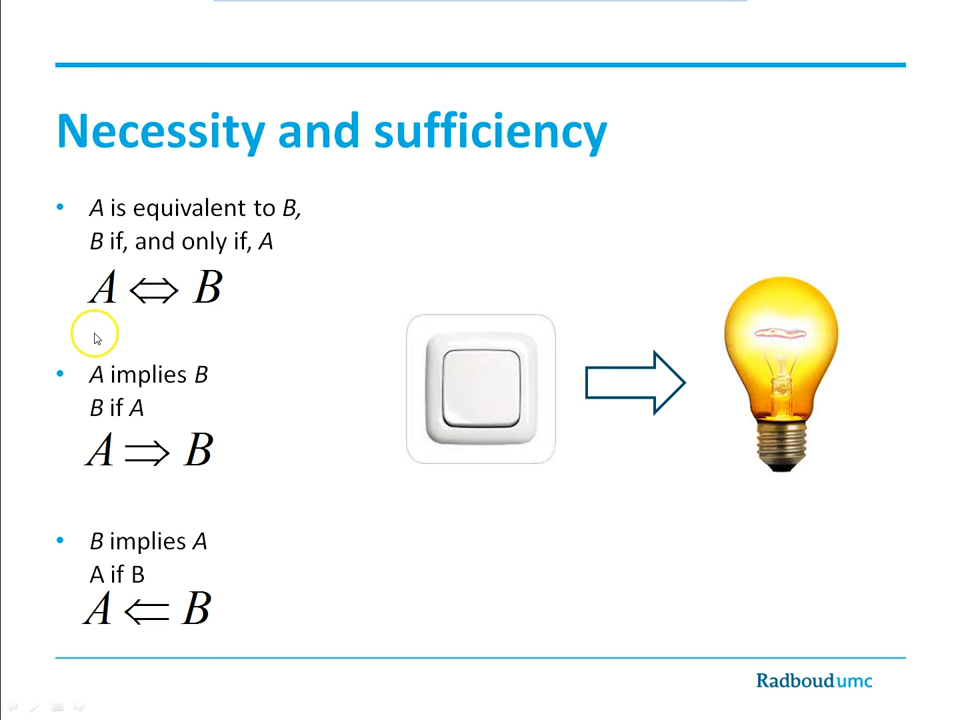 Necessity and sufficiency
• A is equivalent to B,
B if, and only if, A
A ⇔ B
• A implies B
B if A
A ⇒ B
• B implies A
A if B
A ⇐ B
Radboudumc